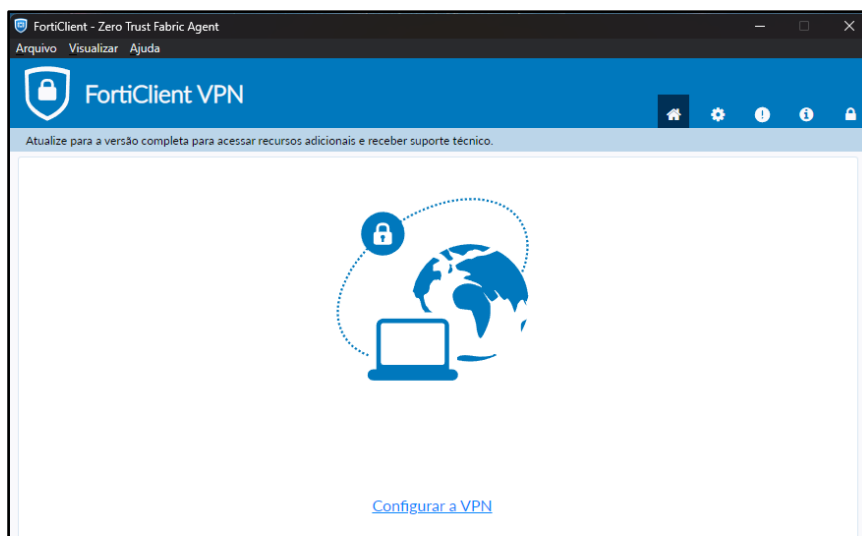 FortiClient - Zero Trust Fabric Agent
Arquivo Visualizar Ajuda
FortiClient VPN
Atualize para a versão completa para acessar recursos adicionais e receber suporte técnico.
Configurar a VPN